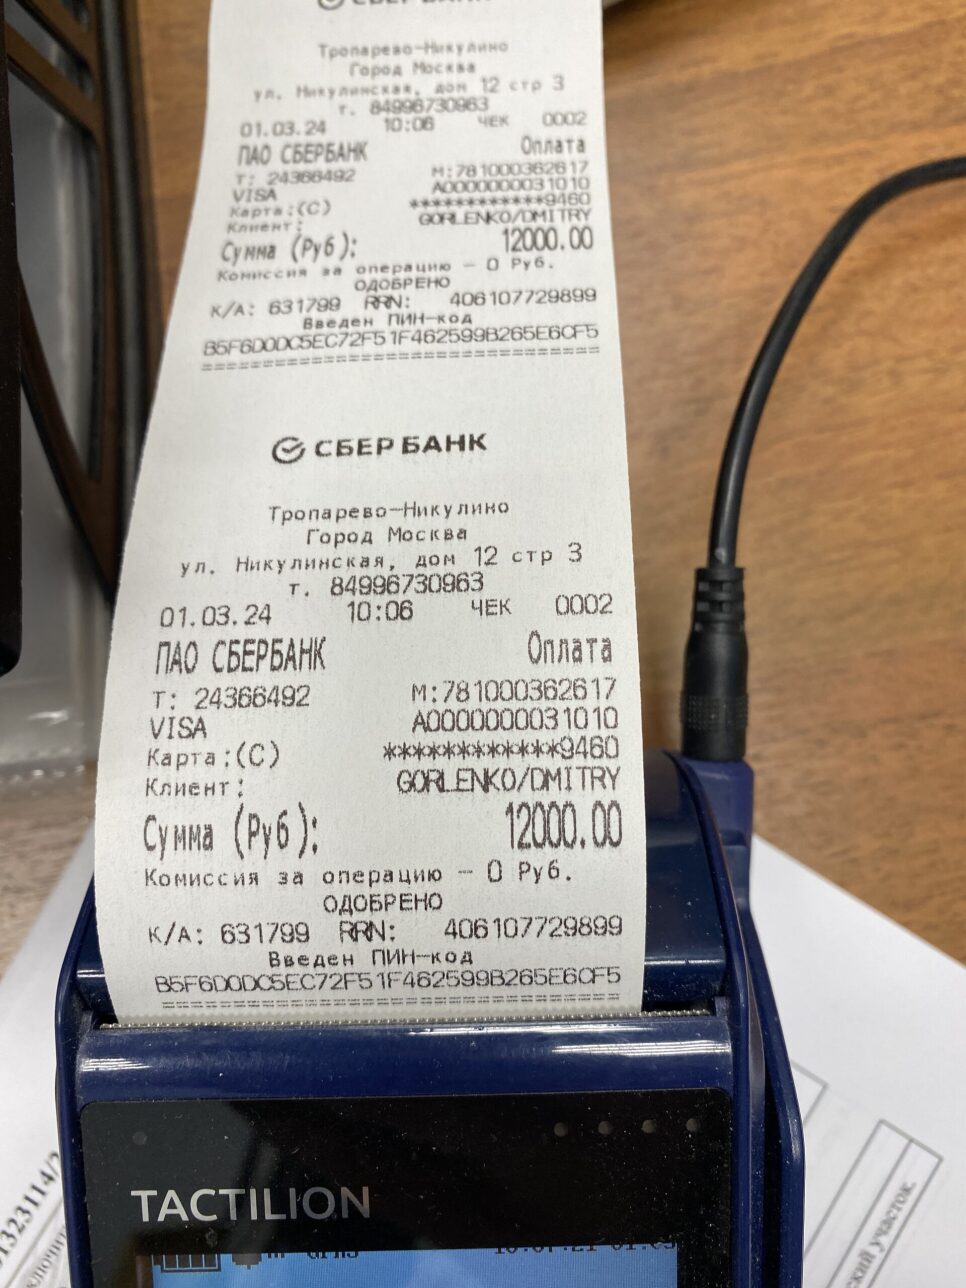 СБЕР БАНК
Тропарево-Никулино
Город Москва
ул. Никулинская, дом 12 стр 3
т. 84996730963
01.03.24 10:06 ЧЕК 0002
ПАО СБЕРБАНК Оплата
Т: 24366492 М:781000362617
VISA A0000000031010
Карта:(С) ************9460
Клиент: GORLENKO/DMITRY
Сумма (Руб): 12000.00
Комиссия за операцию – 0 Руб.
ОДОБРЕНО
К/А: 631799 RRN: 406107729899
Введен ПИН-код
B5F6D0DC5EC72F51F462599B265E6CF5
================================
СБЕР БАНК
Тропарево-Никулино
Город Москва
ул. Никулинская, дом 12 стр 3
т. 84996730963
01.03.24 10:06 ЧЕК 0002
ПАО СБЕРБАНК Оплата
Т: 24366492 М:781000362617
VISA A0000000031010
Карта:(С) ************9460
Клиент: GORLENKO/DMITRY
Сумма (Руб): 12000.00
Комиссия за операцию – 0 Руб.
ОДОБРЕНО
К/А: 631799 RRN: 406107729899
Введен ПИН-код
B5F6D0DC5EC72F51F462599B265E6CF5
================================
TACTILION
участок.